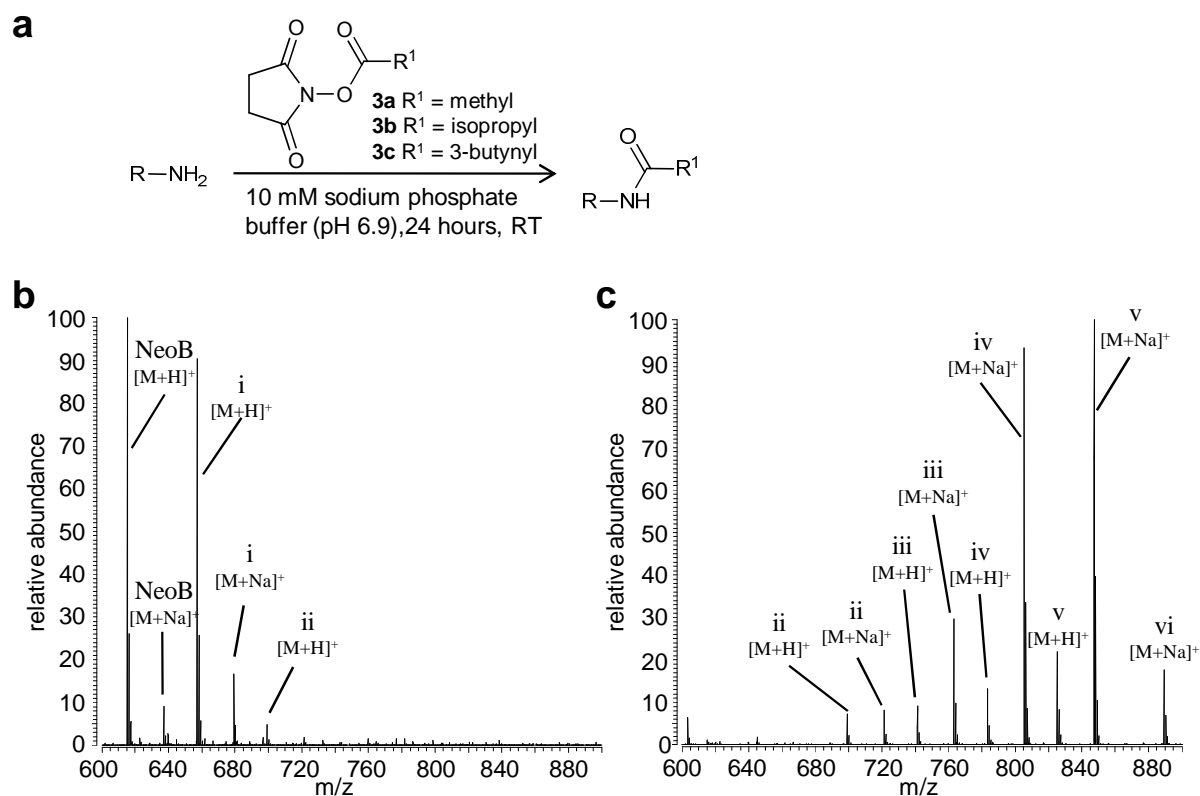 a
O
O
R¹
N
O
3a R¹ = methyl
3b R¹ = isopropyl
3c R¹ = 3-butynyl
O
R
NH₂
10 mM sodium phosphate
buffer (pH 6.9),24 hours, RT
O
R¹
R
NH
b
100
90
80
70
60
50
40
30
20
10
0
relative abundance
NeoB
[M+H]⁺
i
[M+H]⁺
NeoB
[M+Na]⁺
i
[M+Na]⁺
ii
[M+H]⁺
600 640 680 720 760 800 840 880
m/z
c
100
90
80
70
60
50
40
30
20
10
0
relative abundance
v
[M+Na]⁺
iv
[M+Na]⁺
iii
[M+Na]⁺
iii
[M+H]⁺
iv
[M+H]⁺
ii
[M+H]⁺
ii
[M+Na]⁺
v
[M+H]⁺
vi
[M+Na]⁺
600 640 680 720 760 800 840 880
m/z